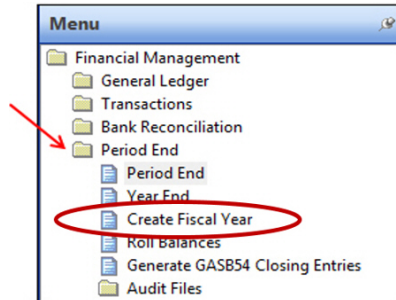 Menu
Financial Management
General Ledger
Transactions
Bank Reconciliation
Period End
Period End
Year End
Create Fiscal Year
Roll Balances
Generate GASB54 Closing Entries
Audit Files